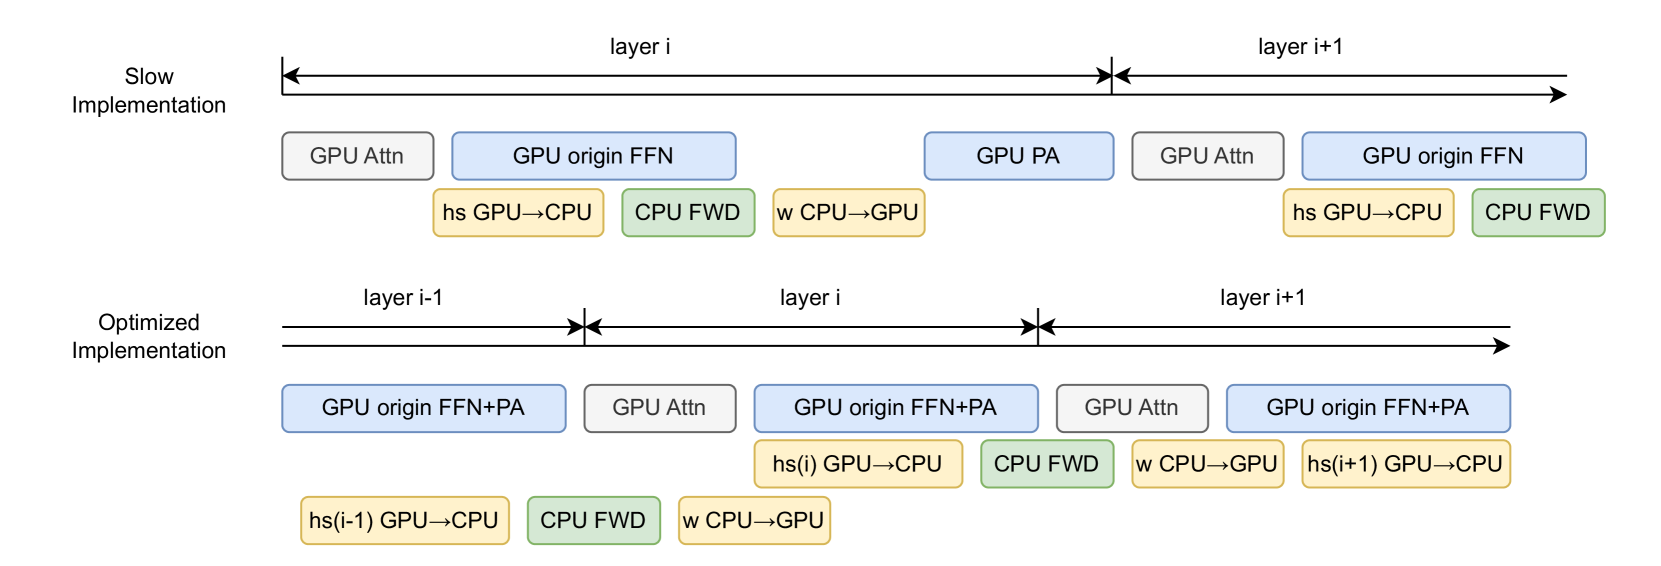 layer i
layer i+1
Slow
Implementation
GPU Attn
GPU origin FFN
GPU PA
GPU Attn
GPU origin FFN
hs GPU→CPU
CPU FWD
w CPU→GPU
hs GPU→CPU
CPU FWD
layer i-1
layer i
layer i+1
Optimized
Implementation
GPU origin FFN+PA
GPU Attn
GPU origin FFN+PA
GPU Attn
GPU origin FFN+PA
hs(i) GPU→CPU
CPU FWD
w CPU→GPU
hs(i+1) GPU→CPU
hs(i-1) GPU→CPU
CPU FWD
w CPU→GPU